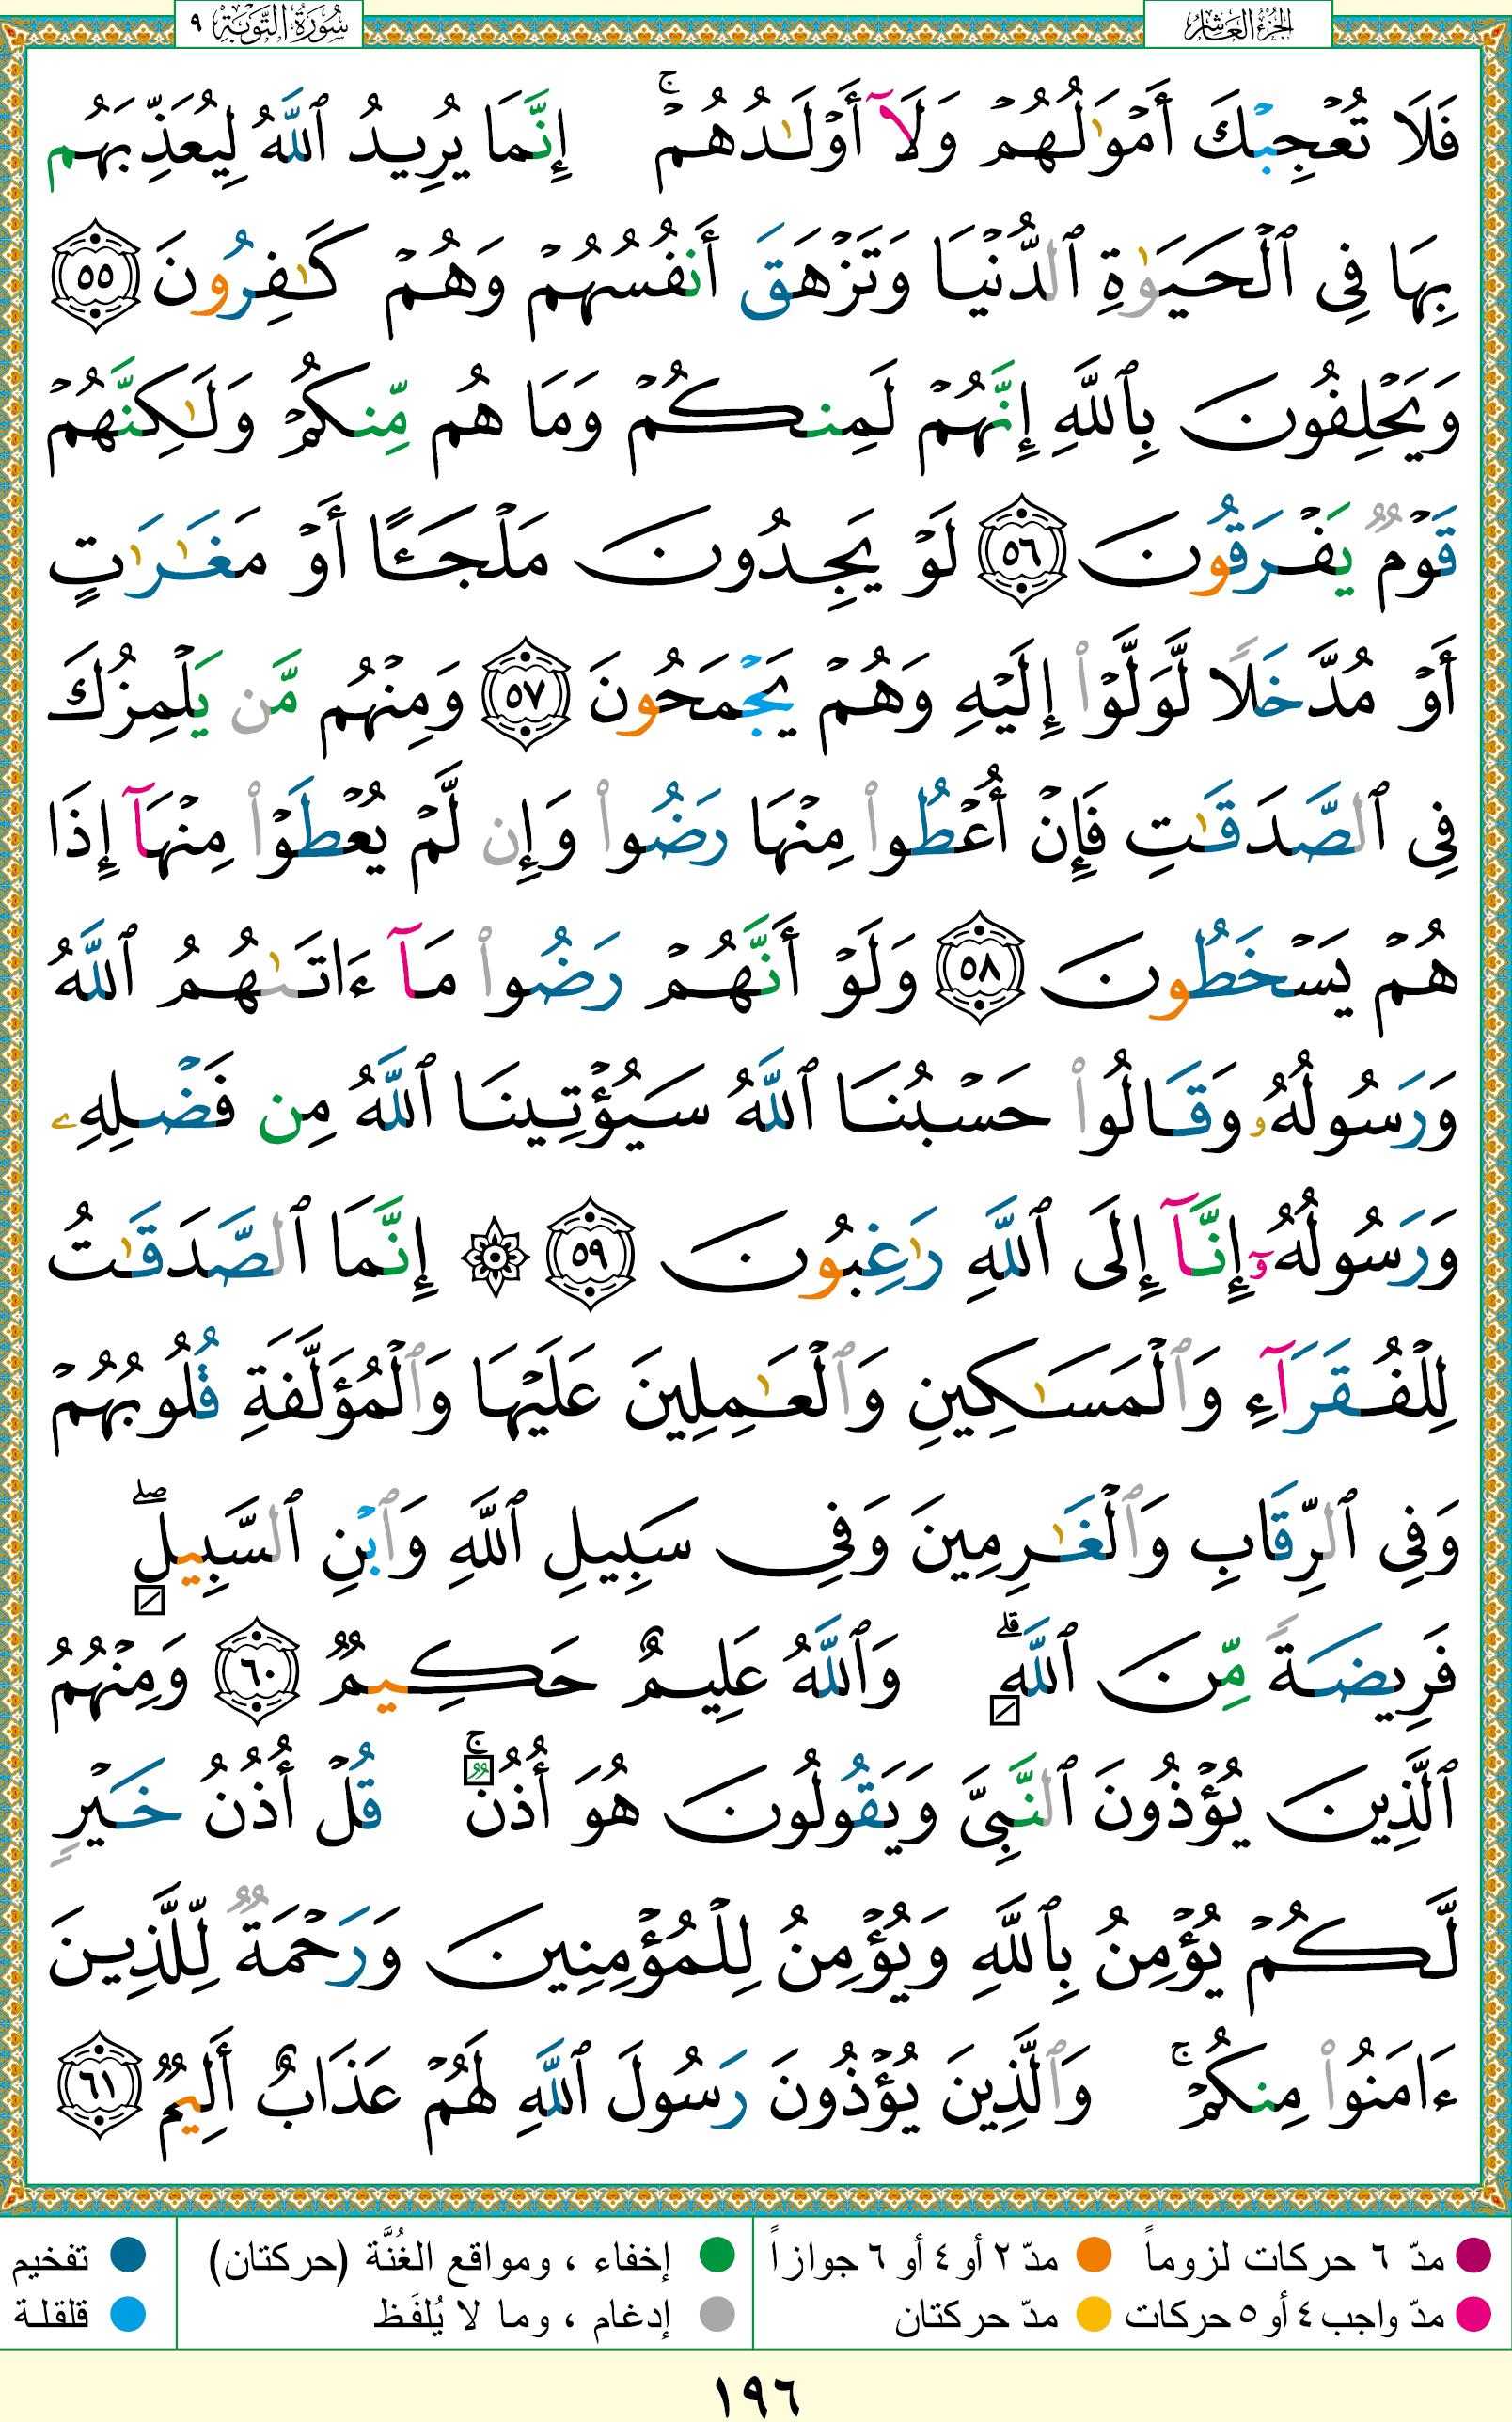 الجزء العاشر
سورة التوبة ٩
فَلَا تُعْجِبْكَ أَمْوَٰلُهُمْ وَلَآ أَوْلَـٰدُهُمْ ۚ إِنَّمَا يُرِيدُ ٱللَّهُ لِيُعَذِّبَهُم
بِهَا فِى ٱلْحَيَوٰةِ ٱلدُّنْيَا وَتَزْهَقَ أَنفُسُهُمْ وَهُمْ كَـٰفِرُونَ ٥٥
وَيَحْلِفُونَ بِٱللَّهِ إِنَّهُمْ لَمِنكُمْ وَمَا هُم مِّنكُمْ وَلَـٰكِنَّهُمْ
قَوْمٌ يَفْرَقُونَ ٥٦ لَوْ يَجِدُونَ مَلْجَـًٔا أَوْ مَغَـٰرَٰتٍ
أَوْ مُدَّخَلًا لَّوَلَّوْا۟ إِلَيْهِ وَهُمْ يَجْمَحُونَ ٥٧ وَمِنْهُم مَّن يَلْمِزُكَ
فِى ٱلصَّدَقَـٰتِ فَإِنْ أُعْطُوا۟ مِنْهَا رَضُوا۟ وَإِن لَّمْ يُعْطَوْا۟ مِنْهَآ إِذَا
هُمْ يَسْخَطُونَ ٥٨ وَلَوْ أَنَّهُمْ رَضُوا۟ مَآ ءَاتَىٰهُمُ ٱللَّهُ
وَرَسُولُهُۥ وَقَالُوا۟ حَسْبُنَا ٱللَّهُ سَيُؤْتِينَا ٱللَّهُ مِن فَضْلِهِۦ
وَرَسُولُهُۥٓ إِنَّآ إِلَى ٱللَّهِ رَٰغِبُونَ ٥٩ ۞ إِنَّمَا ٱلصَّدَقَـٰتُ
لِلْفُقَرَآءِ وَٱلْمَسَـٰكِينِ وَٱلْعَـٰمِلِينَ عَلَيْهَا وَٱلْمُؤَلَّفَةِ قُلُوبُهُمْ
وَفِى ٱلرِّقَابِ وَٱلْغَـٰرِمِينَ وَفِى سَبِيلِ ٱللَّهِ وَٱبْنِ ٱلسَّبِيلِ ۖ
فَرِيضَةً مِّنَ ٱللَّهِ ۗ وَٱللَّهُ عَلِيمٌ حَكِيمٌ ٦٠ وَمِنْهُمُ
ٱلَّذِينَ يُؤْذُونَ ٱلنَّبِىَّ وَيَقُولُونَ هُوَ أُذُنٌ ۚ قُلْ أُذُنُ خَيْرٍ
لَّكُمْ يُؤْمِنُ بِٱللَّهِ وَيُؤْمِنُ لِلْمُؤْمِنِينَ وَرَحْمَةٌ لِّلَّذِينَ
ءَامَنُوا۟ مِنكُمْ ۚ وَٱلَّذِينَ يُؤْذُونَ رَسُولَ ٱللَّهِ لَهُمْ عَذَابٌ أَلِيمٌ ٦١
مدّ ٦ حركات لزوماً مدّ ٢ أو ٤ أو ٦ جوازاً إخفاء ، ومواقع الغُنَّة (حركتان) تفخيم
مدّ واجب ٤ أو ٥ حركات مدّ حركتان إدغام ، وما لا يُلفَظ قلقلة
١٩٦